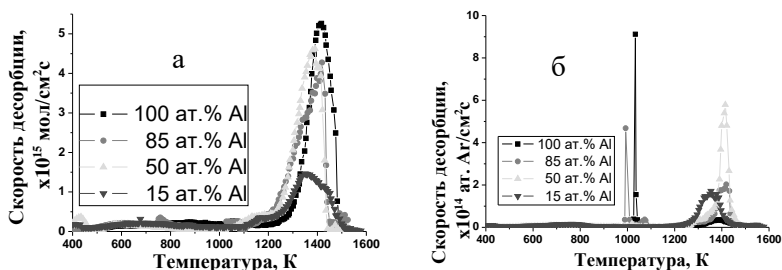 а
Скорость десорбции,
x10¹⁵ мол/см²с
5
4
3
2
1
0
100 ат.% Al
85 ат.% Al
50 ат.% Al
15 ат.% Al
400 600 800 1000 1200 1400 1600
Температура, К
б
Скорость десорбции,
x10¹⁴ ат. Ar/см²с
10
8
6
4
2
0
100 ат.% Al
85 ат.% Al
50 ат.% Al
15 ат.% Al
400 600 800 1000 1200 1400 1600
Температура, К